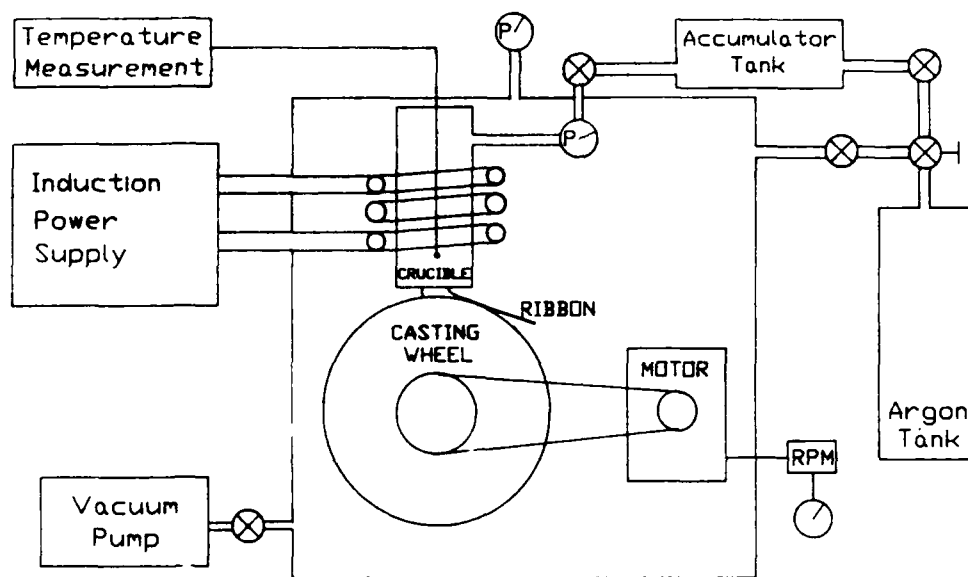 Temperature
Measurement
P
Accumulator
Tank
P
Induction
Power
Supply
CRUCIBLE
RIBBON
CASTING
WHEEL
MOTOR
Argon
Tank
RPM
Vacuum
Pump